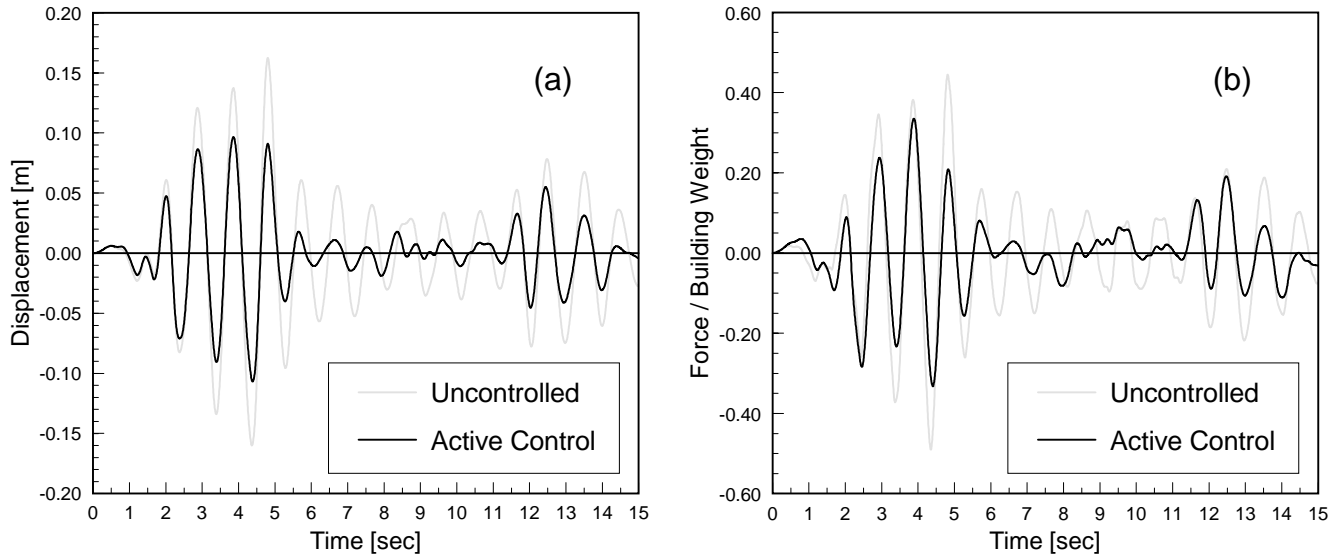 (a)
Displacement [m]
0.20
0.15
0.10
0.05
0.00
-0.05
-0.10
-0.15
-0.20
Uncontrolled
Active Control
0 1 2 3 4 5 6 7 8 9 10 11 12 13 14 15
Time [sec]
(b)
Force / Building Weight
0.60
0.40
0.20
0.00
-0.20
-0.40
-0.60
Uncontrolled
Active Control
0 1 2 3 4 5 6 7 8 9 10 11 12 13 14 15
Time [sec]